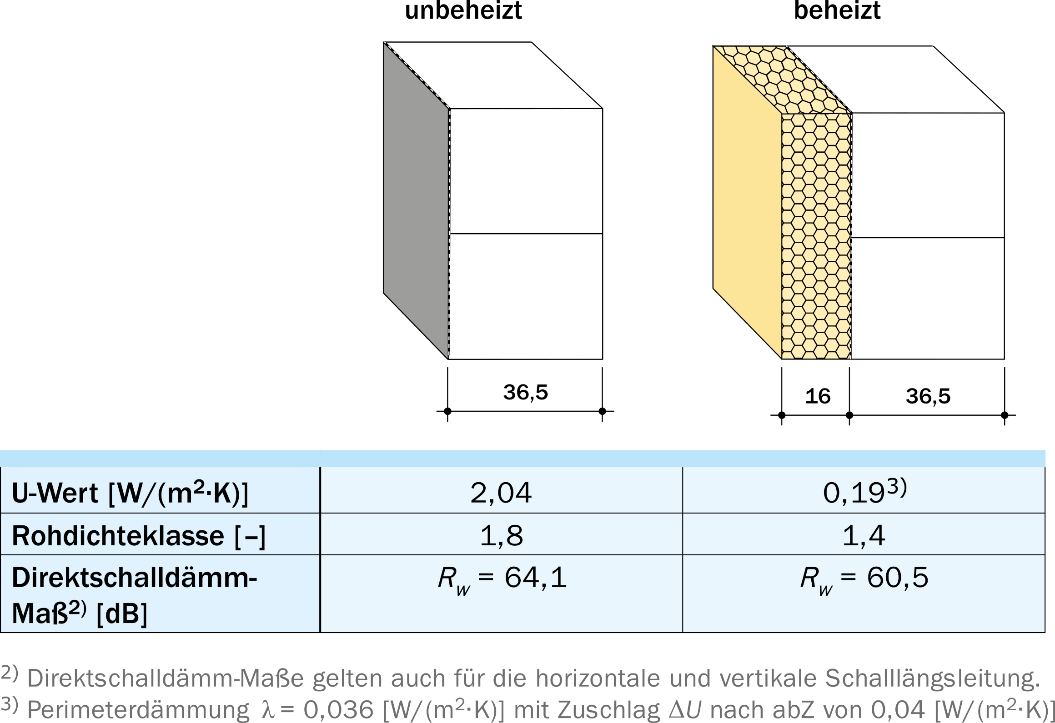 unbeheizt beheizt
36,5 16 36,5
U-Wert [W/(m²·K)] 2,04 0,19³⁾
Rohdichteklasse [–] 1,8 1,4
Direktschalldämm- R_w = 64,1 R_w = 60,5
Maß²⁾ [dB]
²⁾ Direktschalldämm-Maße gelten auch für die horizontale und vertikale Schalllängsleitung.
³⁾ Perimeterdämmung λ = 0,036 [W/(m²·K)] mit Zuschlag ΔU nach abZ von 0,04 [W/(m²·K)]